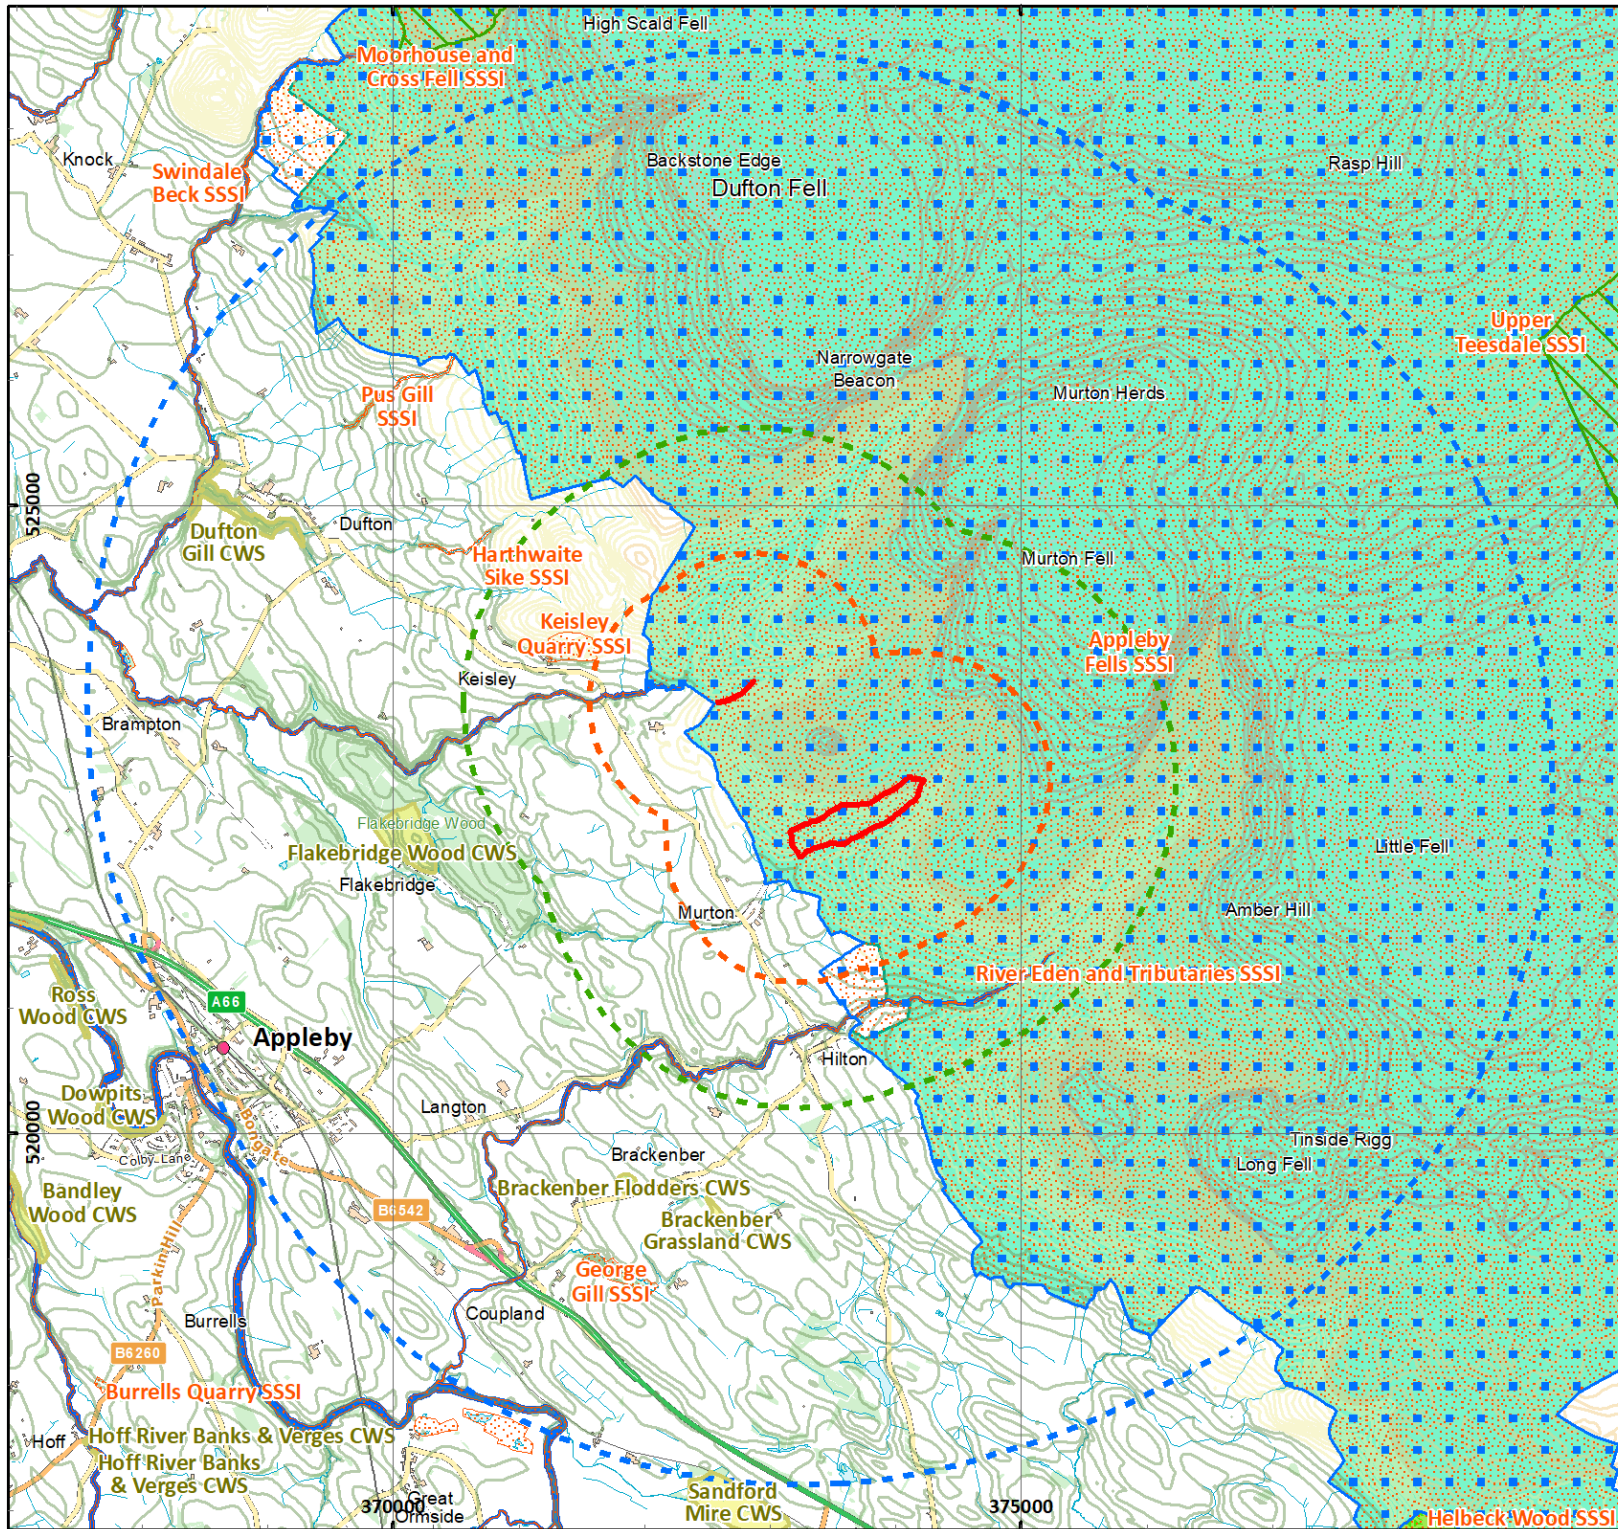 High Scald Fell
Moorhouse and
Cross Fell SSSI
Knock
Swindale
Beck SSSI
Backstone Edge
Dufton Fell
Rasp Hill
Upper
Teesdale SSSI
Narrowgate
Beacon
Murton Herds
Pus Gill
SSSI
525000
Dufton
Gill CWS
Dufton
Harthwaite
Sike SSSI
Murton Fell
Keisley
Quarry SSSI
Appleby
Fells SSSI
Keisley
Brampton
Flakebridge Wood
Flakebridge Wood CWS
Flakebridge
Little Fell
Murton
Amber Hill
River Eden and Tributaries SSSI
Ross
Wood CWS
A66
Appleby
Hilton
Dowpits
Wood CWS
Langton
Bongate
520000
Colby Lane
Tinside Rigg
Long Fell
Brackenber
Bandley
Wood CWS
Brackenber Flodders CWS
B6542
Brackenber
Grassland CWS
Parkin Hill
George
Gill SSSI
Burrells
Coupland
B6260
Burrells Quarry SSSI
Hoff
Hoff River Banks & Verges CWS
Hoff River Banks
& Verges CWS
370000
Great
Ormside
Sandford
Mire CWS
375000
Helbeck Wood SSSI